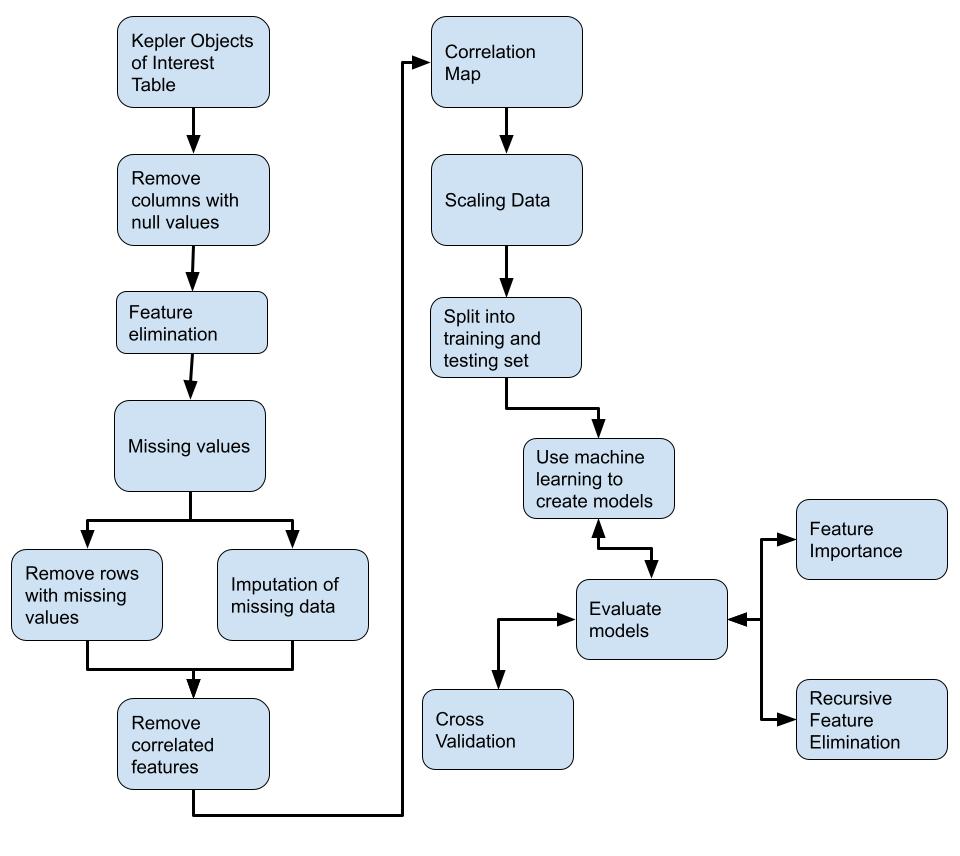 Kepler Objects
of Interest
Table
Remove
columns with
null values
Feature
elimination
Missing values
Remove rows
with missing
values
Imputation of
missing data
Remove
correlated
features
Correlation
Map
Scaling Data
Split into
training and
testing set
Use machine
learning to
create models
Evaluate
models
Cross
Validation
Feature
Importance
Recursive
Feature
Elimination